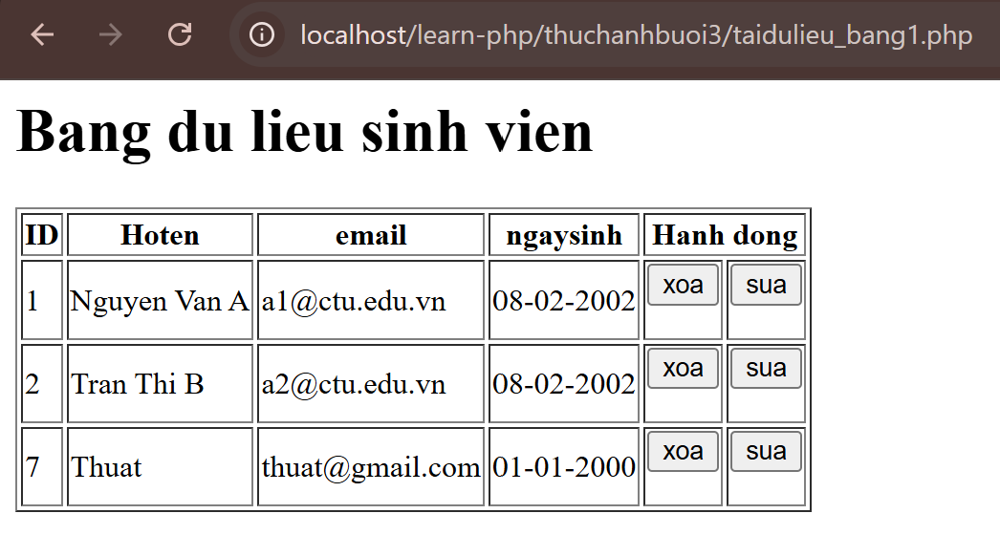 localhost/learn-php/thuchanhbuoi3/taidulieu_bang1.php
Bang du lieu sinh vien
ID Hoten email ngaysinh Hanh dong
1 Nguyen Van A a1@ctu.edu.vn 08-02-2002 xoa sua
2 Tran Thi B a2@ctu.edu.vn 08-02-2002 xoa sua
7 Thuat thuat@gmail.com 01-01-2000 xoa sua